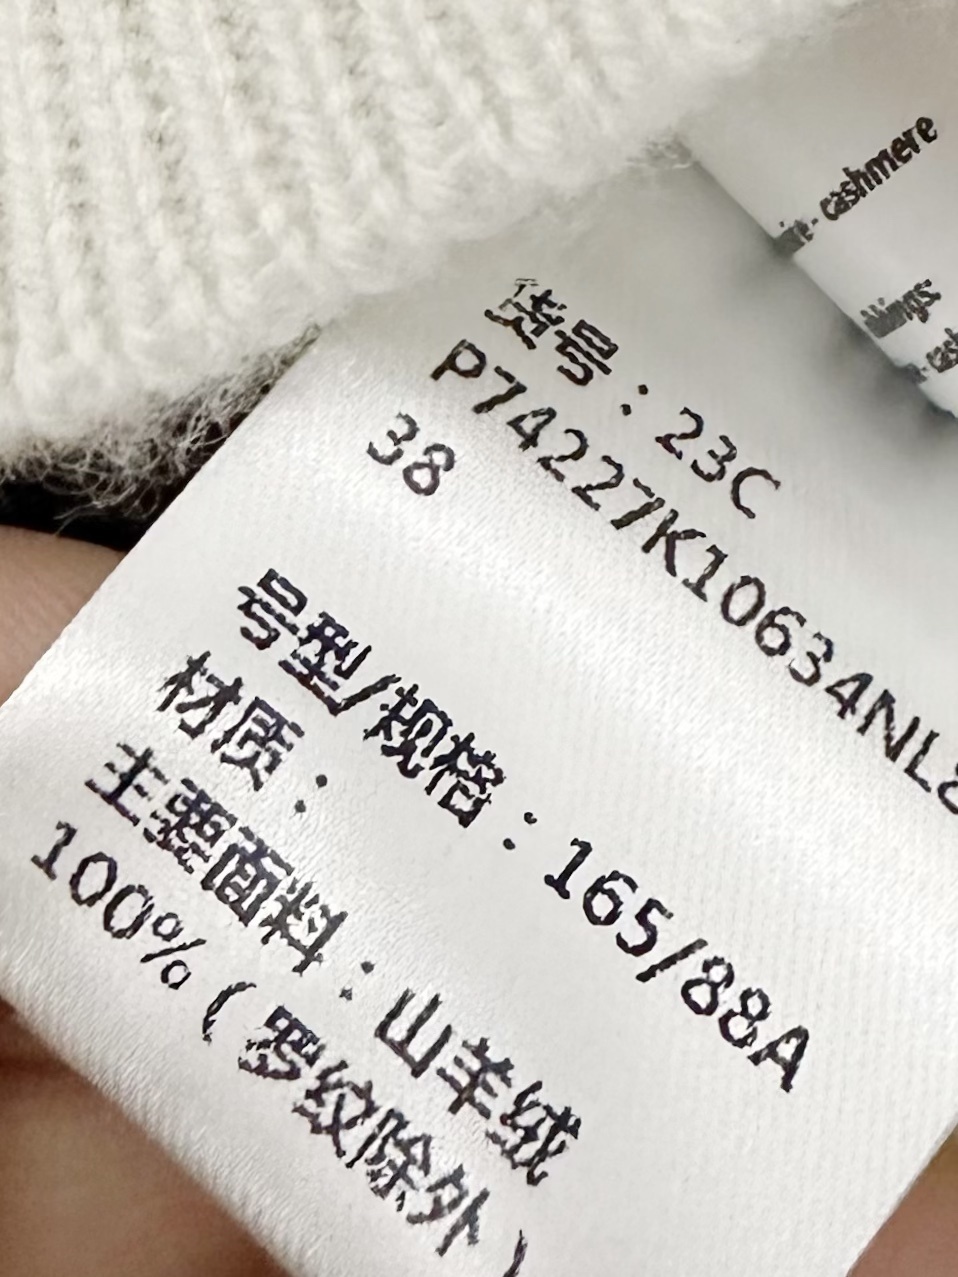 cashmere
货号：23C
P74227K10634NL8
38
号型/规格：165/88A
材质：
主要面料：山羊绒
100%（罗纹除外）